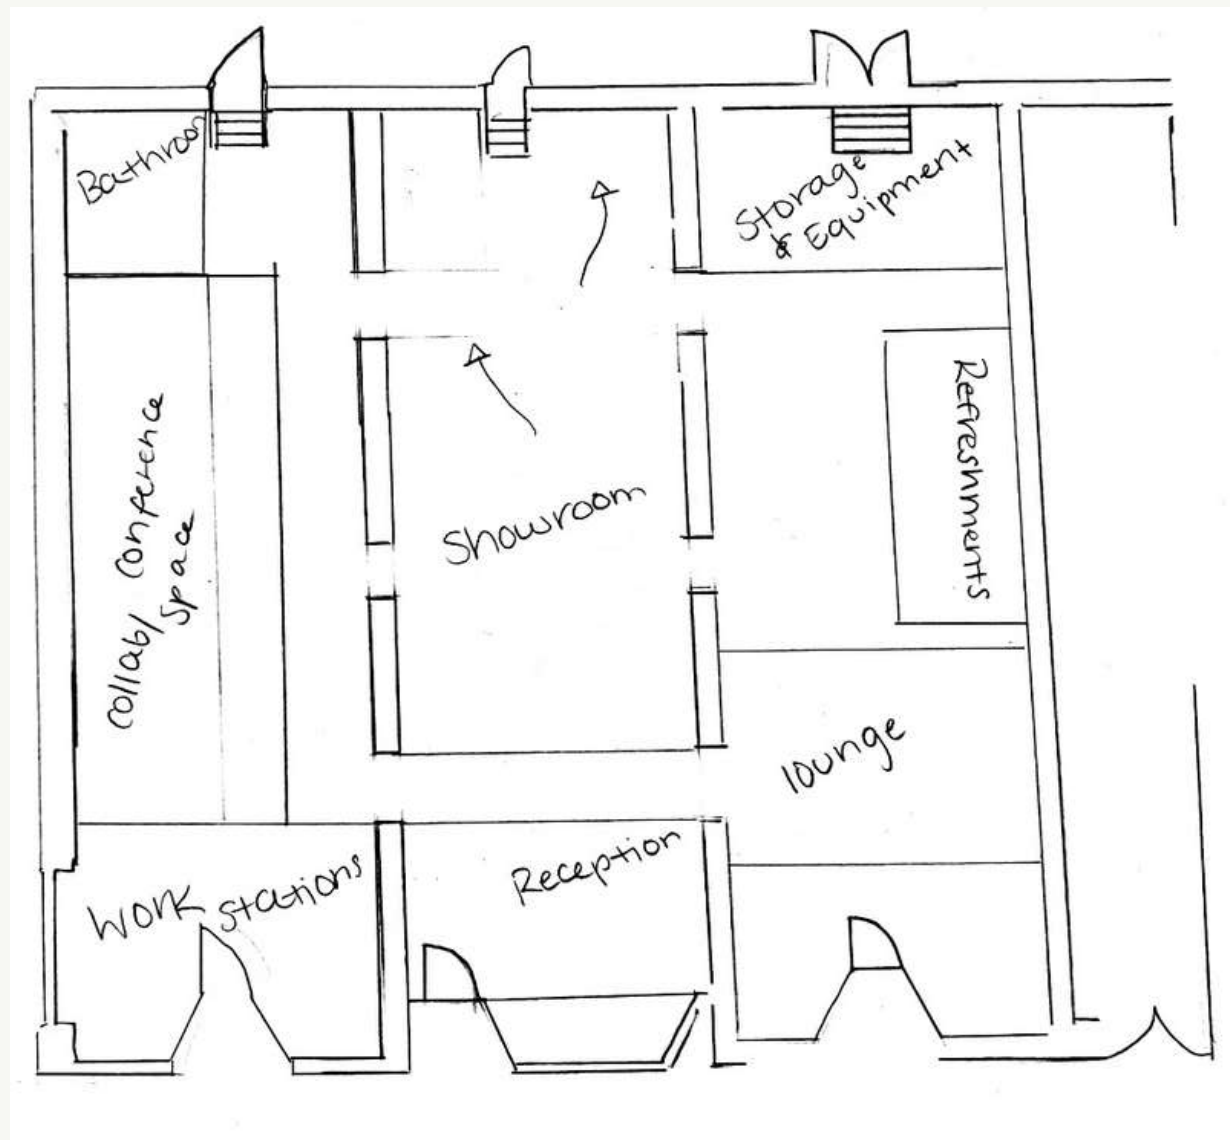 Bathroom
Storage
& Equipment
Refreshments
Collab/ Conference
Space
Showroom
lounge
Work Stations
Reception